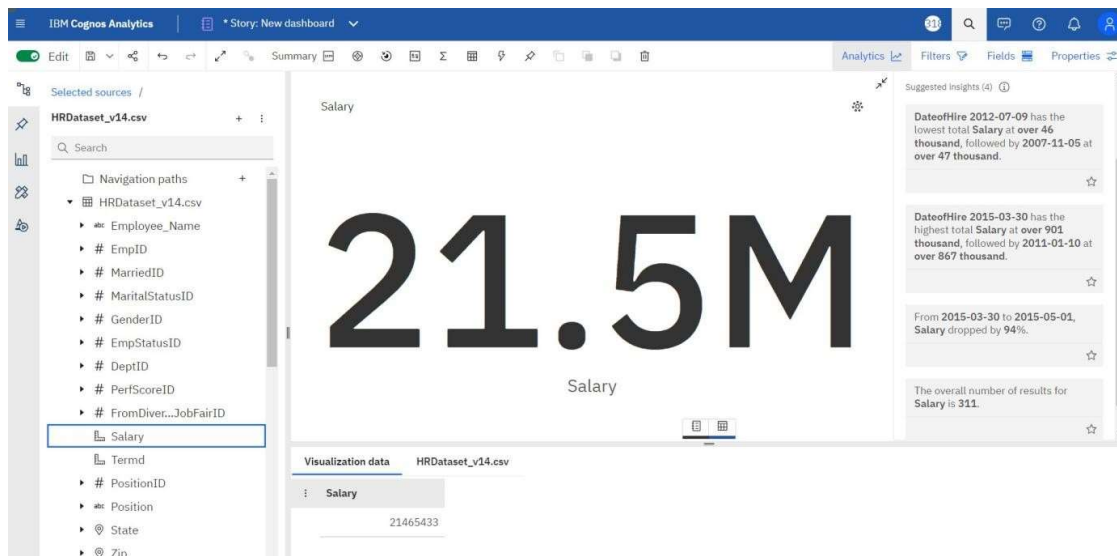 IBM Cognos Analytics
* Story: New dashboard
Edit
Summary
Analytics
Filters
Fields
Properties
Selected sources /
HRDataset_v14.csv
Search
Navigation paths
HRDataset_v14.csv
abc Employee_Name
# EmpID
# MarriedID
# MaritalStatusID
# GenderID
# EmpStatusID
# DeptID
# PerfScoreID
# FromDiver...JobFairID
Salary
Termd
# PositionID
abc Position
State
Zip
Salary
21.5M
Salary
Visualization data
HRDataset_v14.csv
Salary
21465433
Suggested insights (4)
DateofHire 2012-07-09 has the
lowest total Salary at over 46
thousand, followed by 2007-11-05 at
over 47 thousand.
DateofHire 2015-03-30 has the
highest total Salary at over 901
thousand, followed by 2011-01-10 at
over 867 thousand.
From 2015-03-30 to 2015-05-01,
Salary dropped by 94%.
The overall number of results for
Salary is 311.